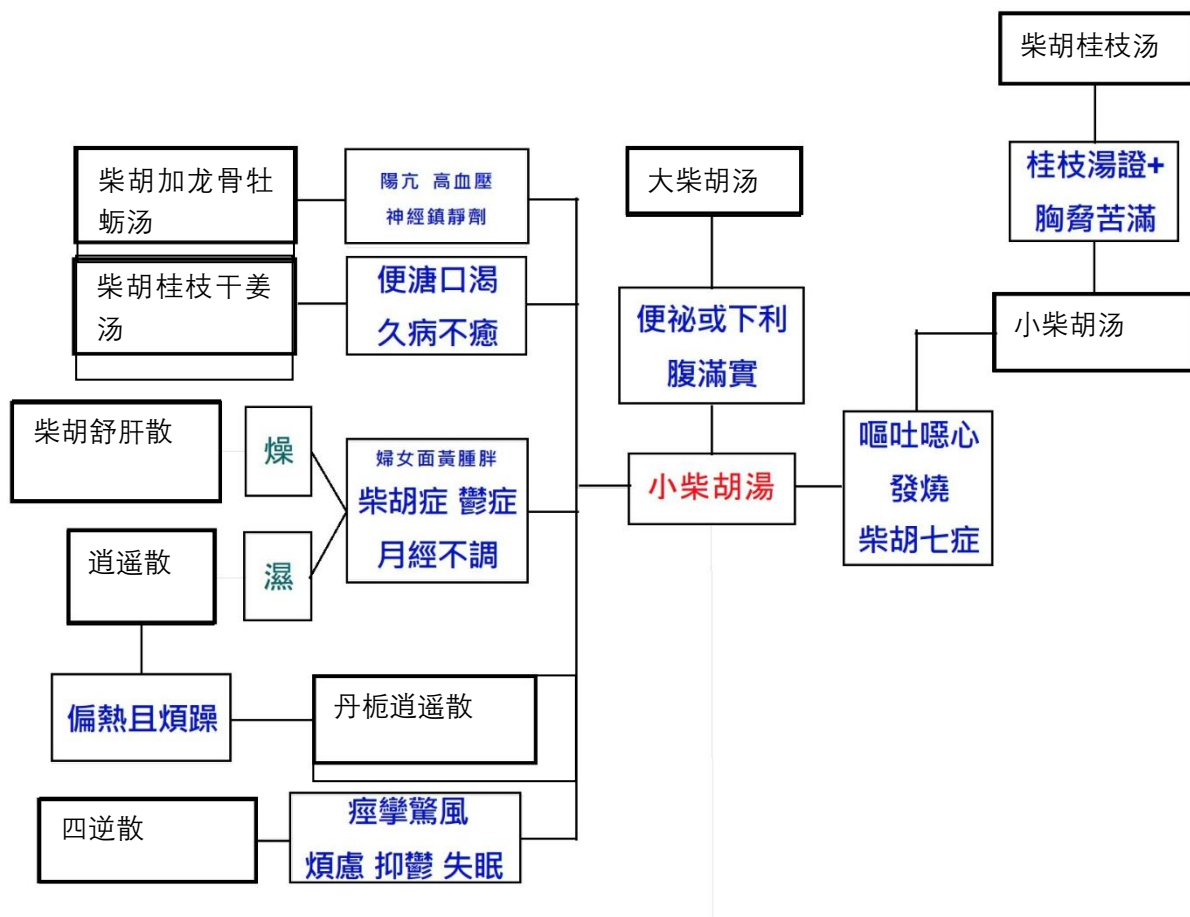 柴胡桂枝汤
桂枝湯證+
胸脅苦滿
小柴胡汤
柴胡加龙骨牡
蛎汤
陽亢 高血壓
神經鎮靜劑
大柴胡汤
柴胡桂枝干姜
汤
便溏口渴
久病不癒
便祕或下利
腹滿實
柴胡舒肝散
燥
婦女面黃腫胖
柴胡症 鬱症
月經不調
小柴胡湯
嘔吐噁心
發燒
柴胡七症
逍遥散
濕
偏熱且煩躁
丹栀逍遥散
四逆散
痙攣驚風
煩慮 抑鬱 失眠